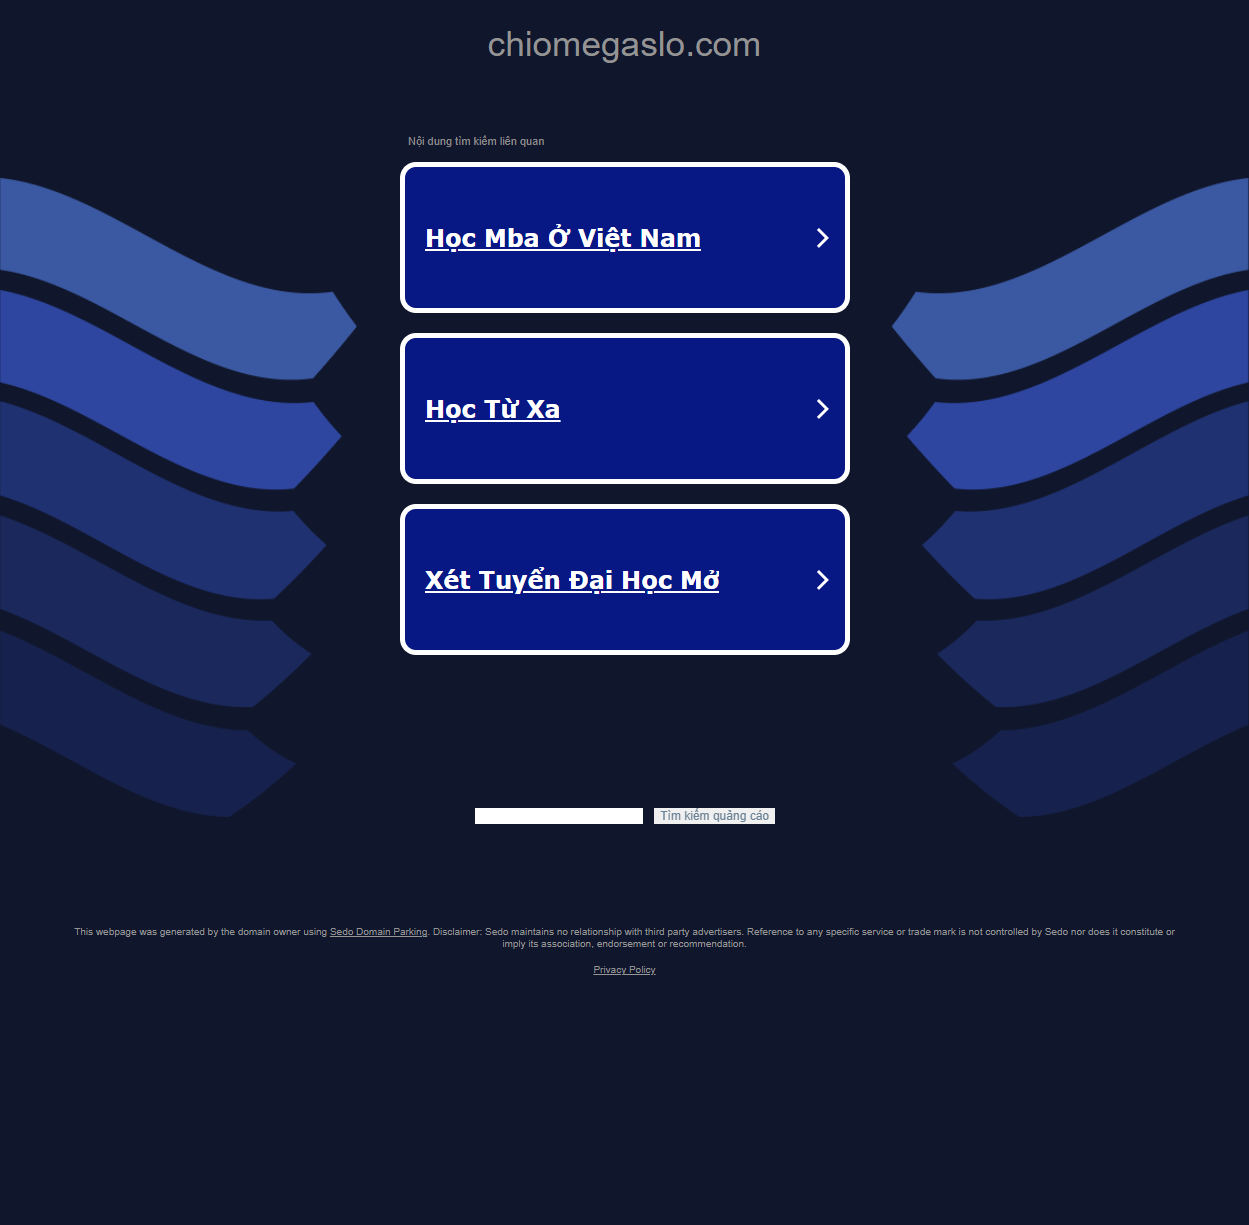 chiomegaslo.com
Nội dung tìm kiếm liên quan
Học Mba Ở Việt Nam
Học Từ Xa
Xét Tuyển Đại Học Mở
Tìm kiếm quảng cáo
This webpage was generated by the domain owner using Sedo Domain Parking. Disclaimer: Sedo maintains no relationship with third party advertisers. Reference to any specific service or trade mark is not controlled by Sedo nor does it constitute or
imply its association, endorsement or recommendation.
Privacy Policy